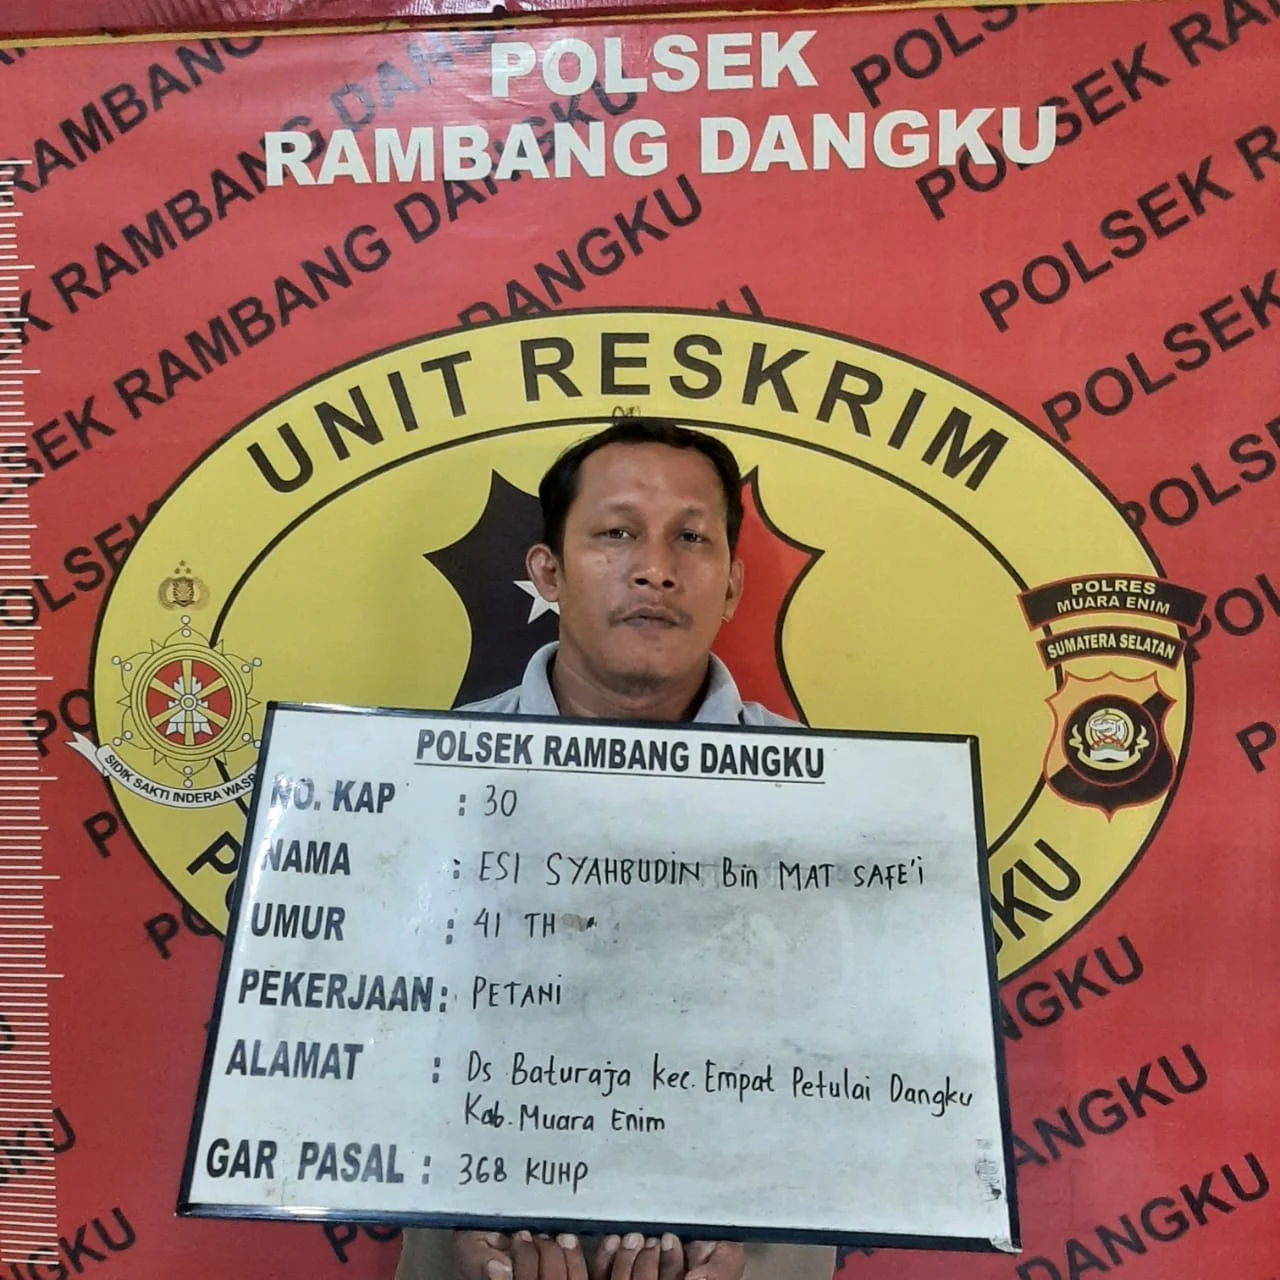 POLSEK
RAMBANG DANGKU
UNIT RESKRIM
POLRES
MUARA ENIM
SUMATERA SELATAN
SIDIK SAKTI INDERA
POLSEK RAMBANG DANGKU
NO. KAP : 30
NAMA : ESI SYAHBUDIN Bin MAT SAFE'i
UMUR : 41 TH
PEKERJAAN : PETANI
ALAMAT : Ds Baturaja kec. Empat Petulai Dangku
Kab. Muara Enim
GAR PASAL : 368 KUHP